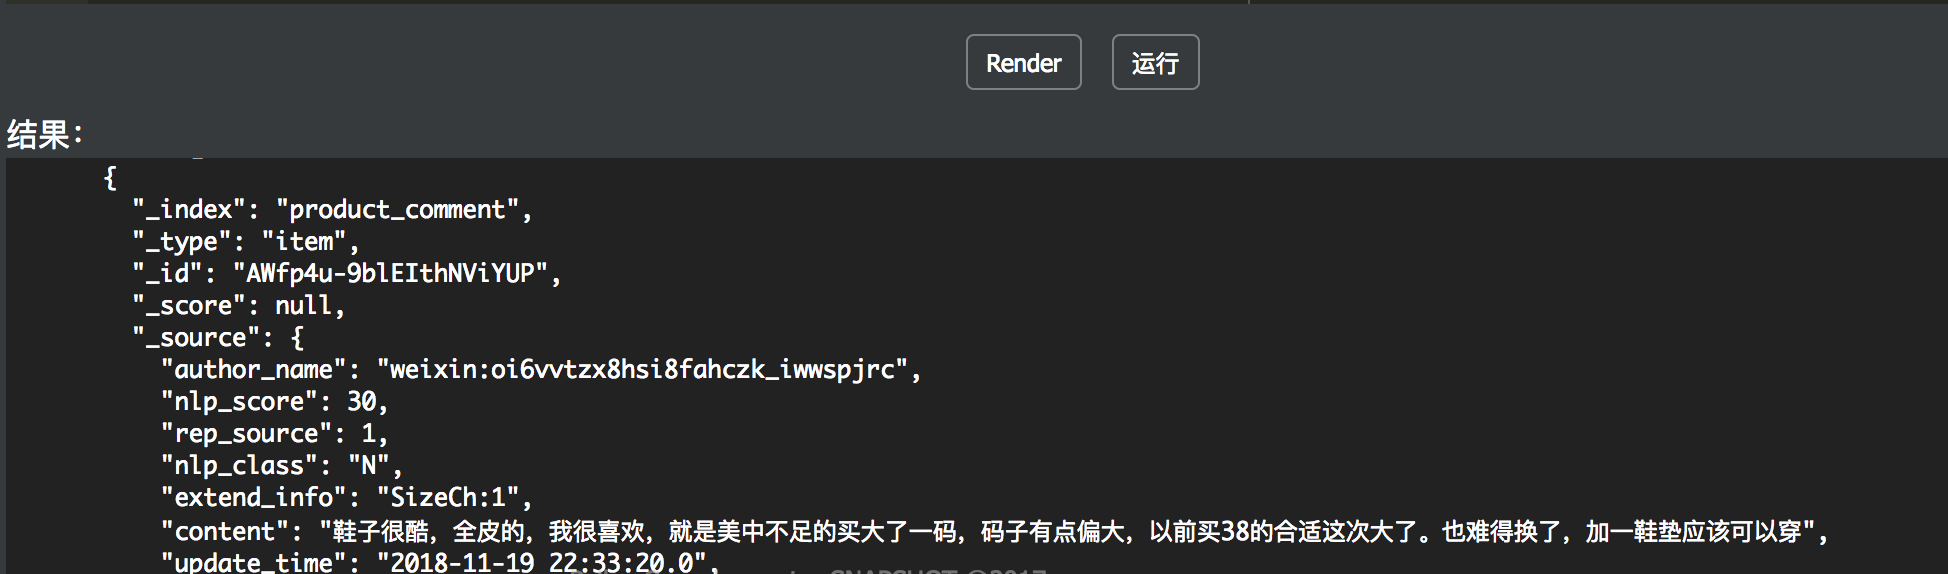 Render 运行
结果：
{
"_index": "product_comment",
"_type": "item",
"_id": "AWfp4u-9blEIthNViYUP",
"_score": null,
"_source": {
"author_name": "weixin:oi6vvtzx8hsi8fahczk_iwwspjrc",
"nlp_score": 30,
"rep_source": 1,
"nlp_class": "N",
"extend_info": "SizeCh:1",
"content": "鞋子很酷，全皮的，我很喜欢，就是美中不足的买大了一码，码子有点偏大，以前买38的合适这次大了。也难得换了，加一鞋垫应该可以穿",
"update_time": "2018-11-19 22:33:20.0",
SNAPSHOT @2017